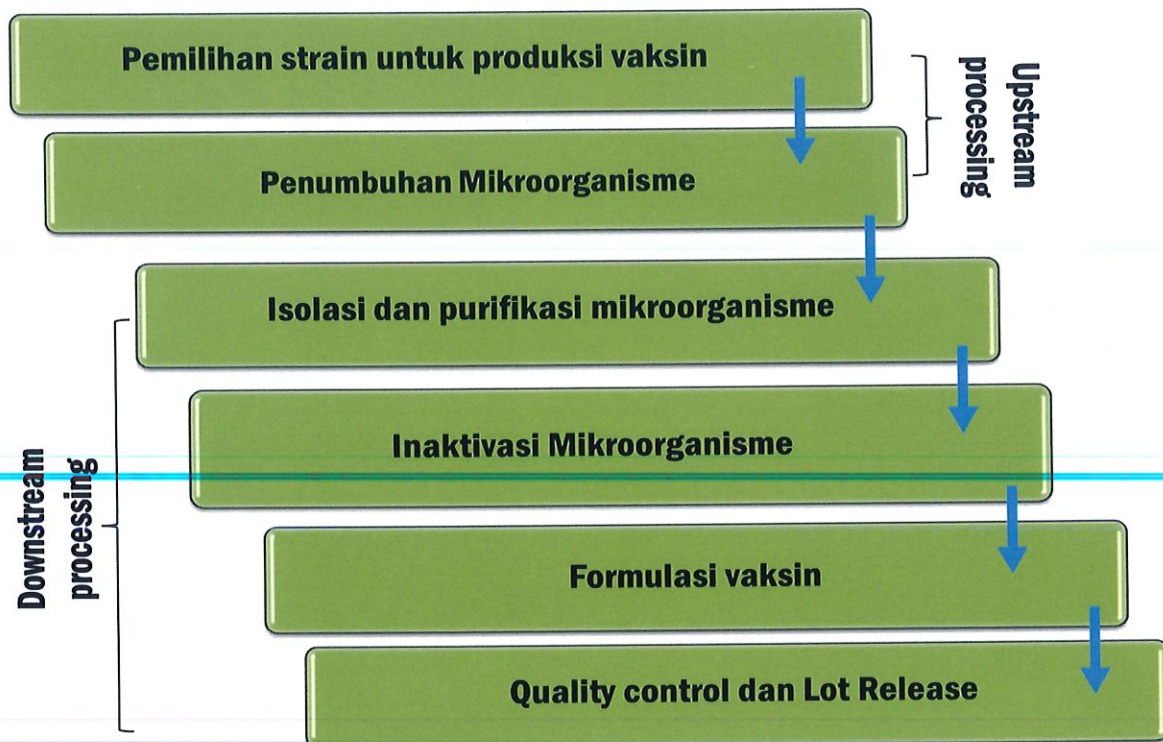 Pemilihan strain untuk produksi vaksin
Upstream
processing
Penumbuhan Mikroorganisme
Isolasi dan purifikasi mikroorganisme
Inaktivasi Mikroorganisme
Downstream
processing
Formulasi vaksin
Quality control dan Lot Release